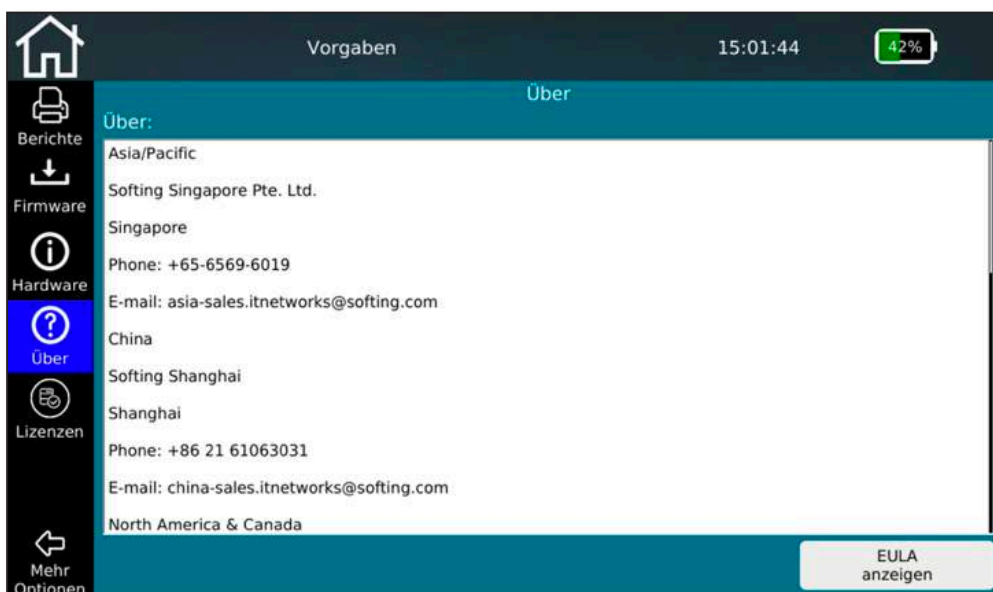 Vorgaben
15:01:44
42%
Berichte
Firmware
Hardware
Über
Lizenzen
Mehr
Optionen
Über
Über:
Asia/Pacific
Softing Singapore Pte. Ltd.
Singapore
Phone: +65-6569-6019
E-mail: asia-sales.itnetworks@softing.com
China
Softing Shanghai
Shanghai
Phone: +86 21 61063031
E-mail: china-sales.itnetworks@softing.com
North America & Canada
EULA
anzeigen